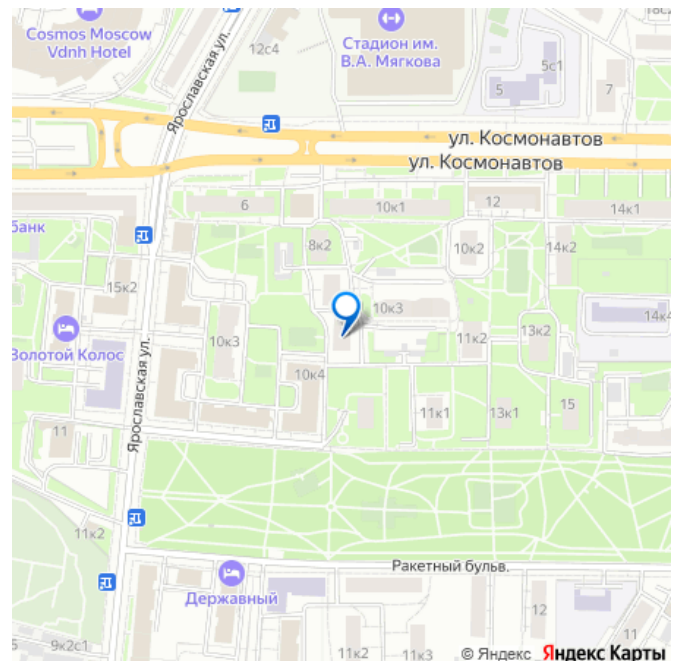 Cosmos Moscow
Vdnh Hotel
12с4
Стадион им.
В.А. Мягкова
5с1
5
7
Ярославская ул.
ул. Космонавтов
ул. Космонавтов
6
10к1
12
14к1
банк
8к2
10к2
14к2
15к2
10к3
14к4
Золотой Колос
10к3
11к2
13к2
10к4
Ярославская ул.
11к1
13к1
15
11
11к2
Ракетный бульв.
Державный
12
11
9к2с1
11к2
11к3
© Яндекс Яндекс Карты